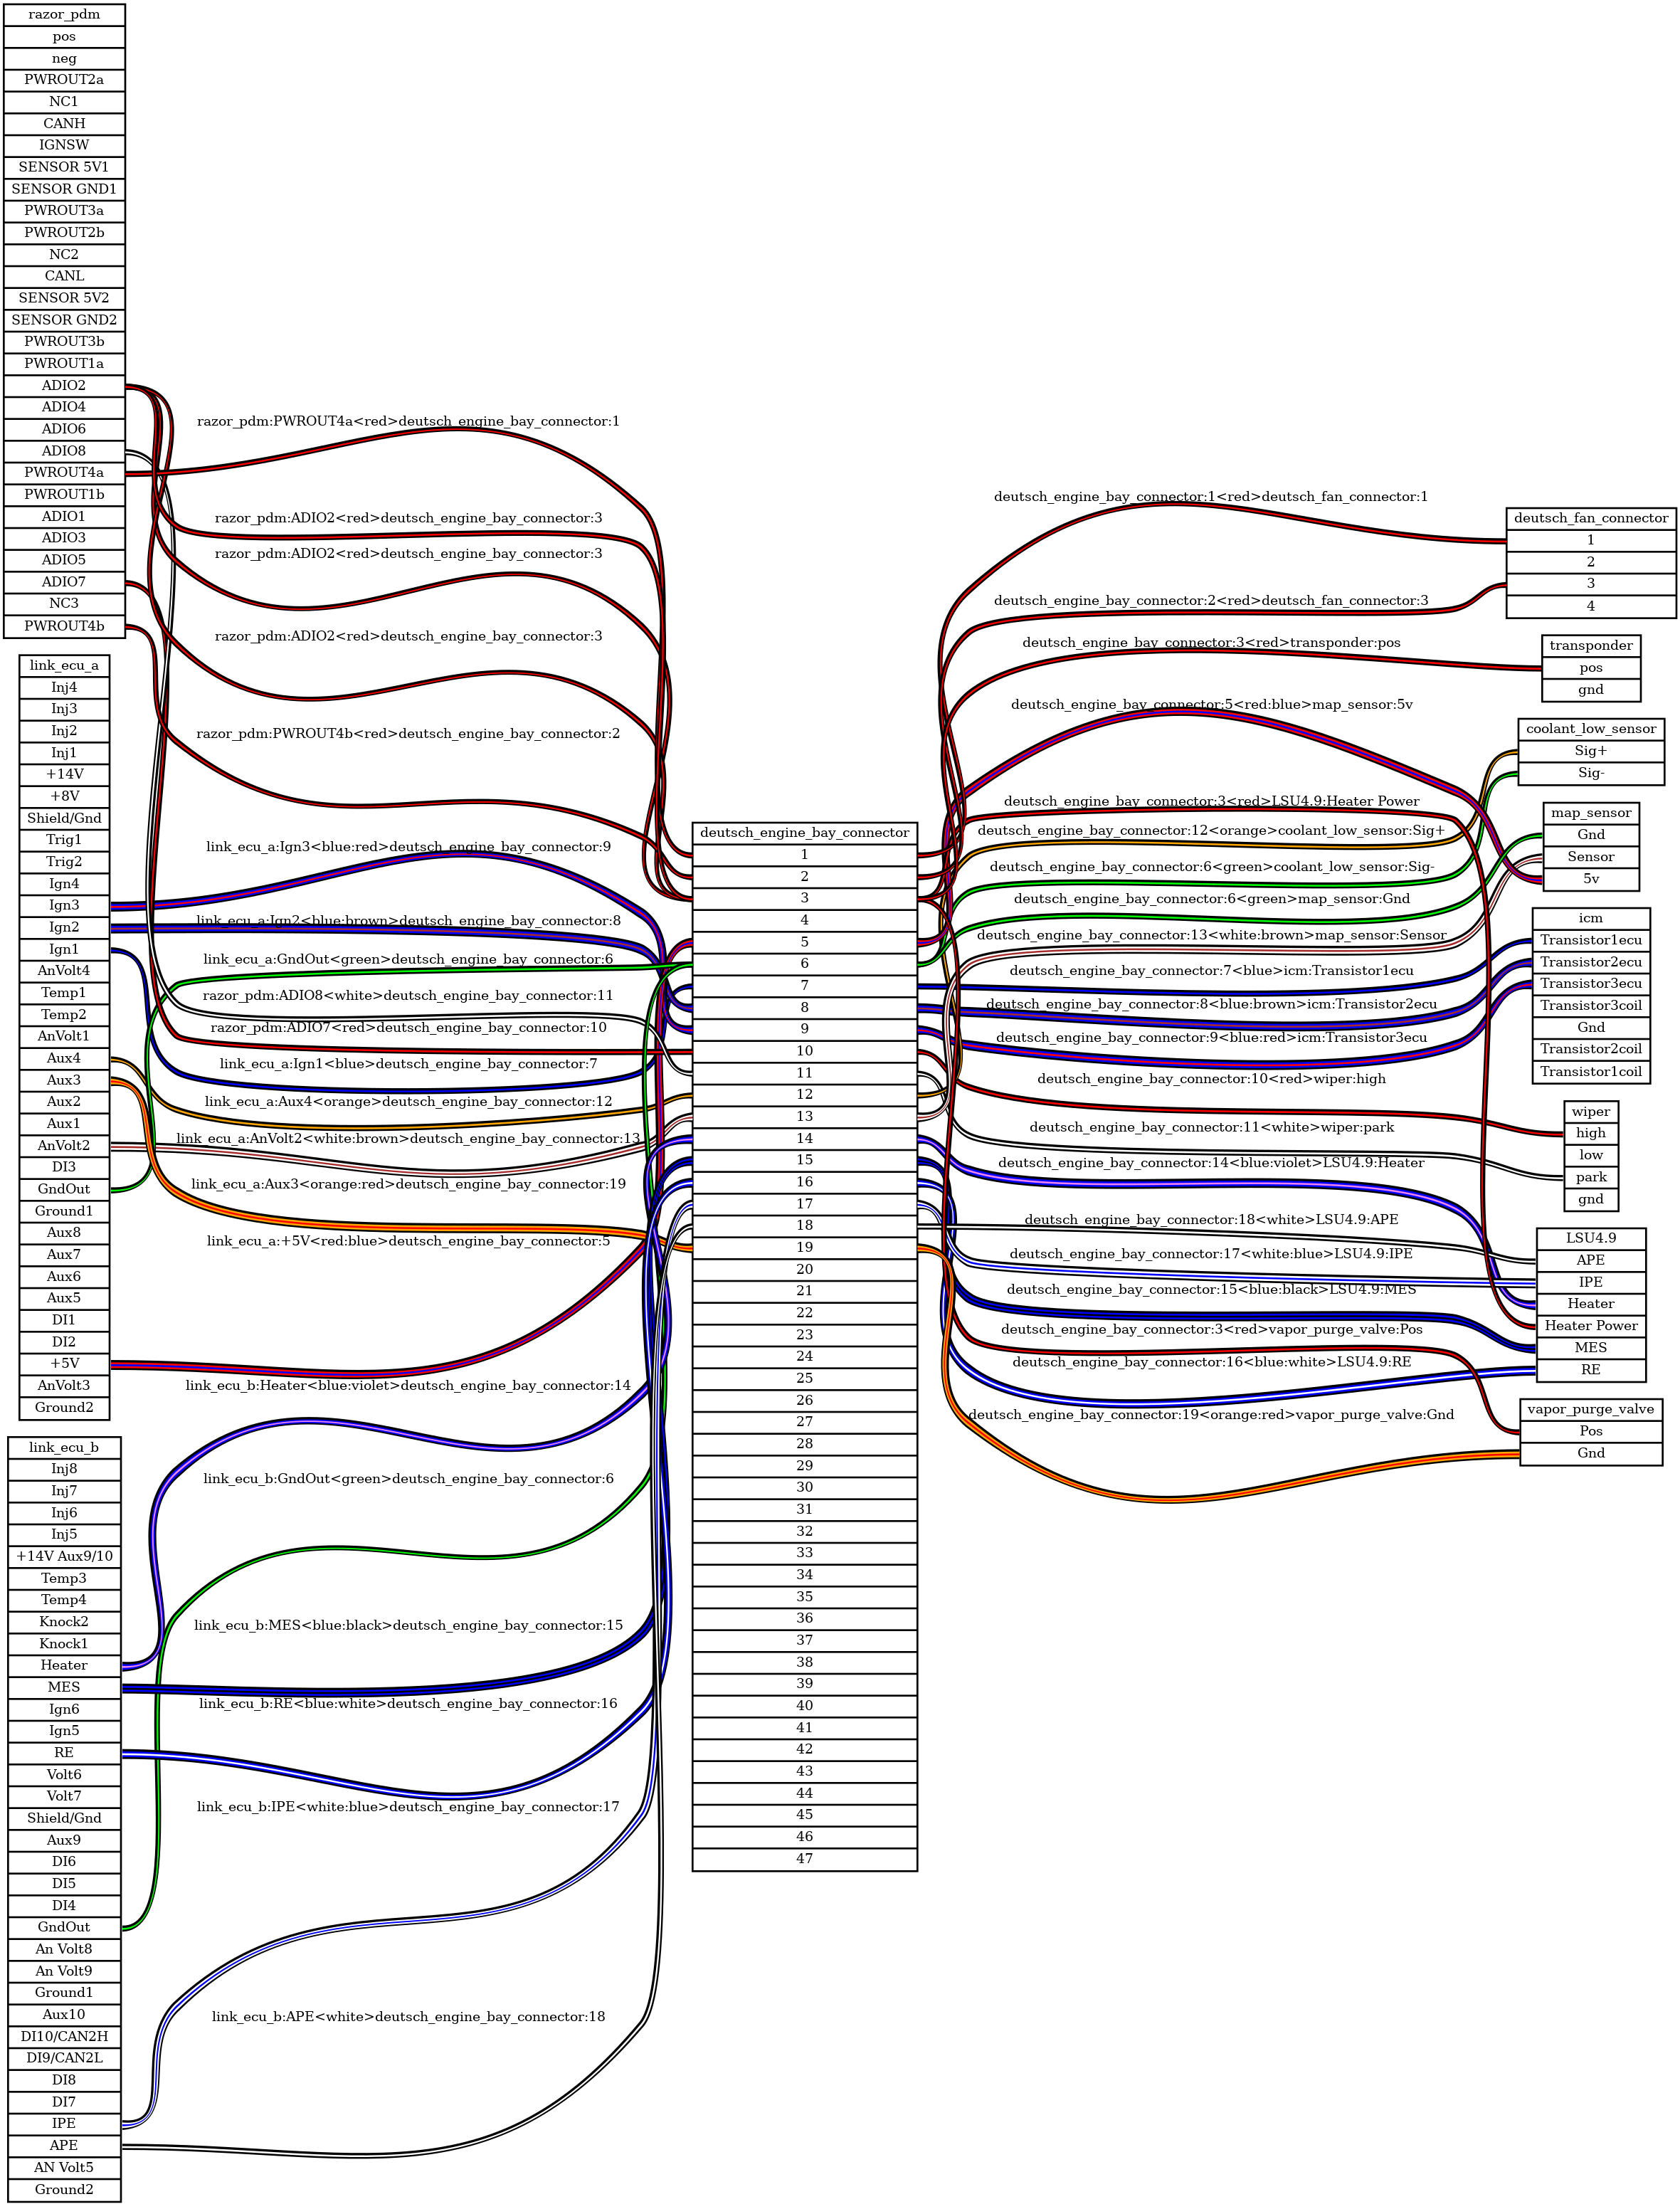 razor_pdm
pos
neg
PWROUT2a
NC1
CANH
IGNSW
SENSOR 5V1
SENSOR GND1
PWROUT3a
PWROUT2b
NC2
CANL
SENSOR 5V2
SENSOR GND2
PWROUT3b
PWROUT1a
ADIO2
ADIO4
ADIO6
ADIO8
PWROUT4a
PWROUT1b
ADIO1
ADIO3
ADIO5
ADIO7
NC3
PWROUT4b
link_ecu_a
Inj4
Inj3
Inj2
Inj1
+14V
+8V
Shield/Gnd
Trig1
Trig2
Ign4
Ign3
Ign2
Ign1
AnVolt4
Temp1
Temp2
AnVolt1
Aux4
Aux3
Aux2
Aux1
AnVolt2
DI3
GndOut
Ground1
Aux8
Aux7
Aux6
Aux5
DI1
DI2
+5V
AnVolt3
Ground2
link_ecu_b
Inj8
Inj7
Inj6
Inj5
+14V Aux9/10
Temp3
Temp4
Knock2
Knock1
Heater
MES
Ign6
Ign5
RE
Volt6
Volt7
Shield/Gnd
Aux9
DI6
DI5
DI4
GndOut
An Volt8
An Volt9
Ground1
Aux10
DI10/CAN2H
DI9/CAN2L
DI8
DI7
IPE
APE
AN Volt5
Ground2
razor_pdm:PWROUT4a<red>deutsch_engine_bay_connector:1
razor_pdm:ADIO2<red>deutsch_engine_bay_connector:3
razor_pdm:ADIO2<red>deutsch_engine_bay_connector:3
razor_pdm:ADIO2<red>deutsch_engine_bay_connector:3
razor_pdm:PWROUT4b<red>deutsch_engine_bay_connector:2
link_ecu_a:Ign3<blue:red>deutsch_engine_bay_connector:9
link_ecu_a:Ign2<blue:brown>deutsch_engine_bay_connector:8
link_ecu_a:GndOut<green>deutsch_engine_bay_connector:6
razor_pdm:ADIO8<white>deutsch_engine_bay_connector:11
razor_pdm:ADIO7<red>deutsch_engine_bay_connector:10
link_ecu_a:Ign1<blue>deutsch_engine_bay_connector:7
link_ecu_a:Aux4<orange>deutsch_engine_bay_connector:12
link_ecu_a:AnVolt2<white:brown>deutsch_engine_bay_connector:13
link_ecu_a:Aux3<orange:red>deutsch_engine_bay_connector:19
link_ecu_a:+5V<red:blue>deutsch_engine_bay_connector:5
link_ecu_b:Heater<blue:violet>deutsch_engine_bay_connector:14
link_ecu_b:GndOut<green>deutsch_engine_bay_connector:6
link_ecu_b:MES<blue:black>deutsch_engine_bay_connector:15
link_ecu_b:RE<blue:white>deutsch_engine_bay_connector:16
link_ecu_b:IPE<white:blue>deutsch_engine_bay_connector:17
link_ecu_b:APE<white>deutsch_engine_bay_connector:18
deutsch_engine_bay_connector
1
2
3
4
5
6
7
8
9
10
11
12
13
14
15
16
17
18
19
20
21
22
23
24
25
26
27
28
29
30
31
32
33
34
35
36
37
38
39
40
41
42
43
44
45
46
47
deutsch_engine_bay_connector:1<red>deutsch_fan_connector:1
deutsch_engine_bay_connector:2<red>deutsch_fan_connector:3
deutsch_engine_bay_connector:3<red>transponder:pos
deutsch_engine_bay_connector:5<red:blue>map_sensor:5v
deutsch_engine_bay_connector:3<red>LSU4.9:Heater Power
deutsch_engine_bay_connector:12<orange>coolant_low_sensor:Sig+
deutsch_engine_bay_connector:6<green>coolant_low_sensor:Sig-
deutsch_engine_bay_connector:6<green>map_sensor:Gnd
deutsch_engine_bay_connector:13<white:brown>map_sensor:Sensor
deutsch_engine_bay_connector:7<blue>icm:Transistor1ecu
deutsch_engine_bay_connector:8<blue:brown>icm:Transistor2ecu
deutsch_engine_bay_connector:9<blue:red>icm:Transistor3ecu
deutsch_engine_bay_connector:10<red>wiper:high
deutsch_engine_bay_connector:11<white>wiper:park
deutsch_engine_bay_connector:14<blue:violet>LSU4.9:Heater
deutsch_engine_bay_connector:18<white>LSU4.9:APE
deutsch_engine_bay_connector:17<white:blue>LSU4.9:IPE
deutsch_engine_bay_connector:15<blue:black>LSU4.9:MES
deutsch_engine_bay_connector:3<red>vapor_purge_valve:Pos
deutsch_engine_bay_connector:16<blue:white>LSU4.9:RE
deutsch_engine_bay_connector:19<orange:red>vapor_purge_valve:Gnd
deutsch_fan_connector
1
2
3
4
transponder
pos
gnd
coolant_low_sensor
Sig+
Sig-
map_sensor
Gnd
Sensor
5v
icm
Transistor1ecu
Transistor2ecu
Transistor3ecu
Transistor3coil
Gnd
Transistor2coil
Transistor1coil
wiper
high
low
park
gnd
LSU4.9
APE
IPE
Heater
Heater Power
MES
RE
vapor_purge_valve
Pos
Gnd